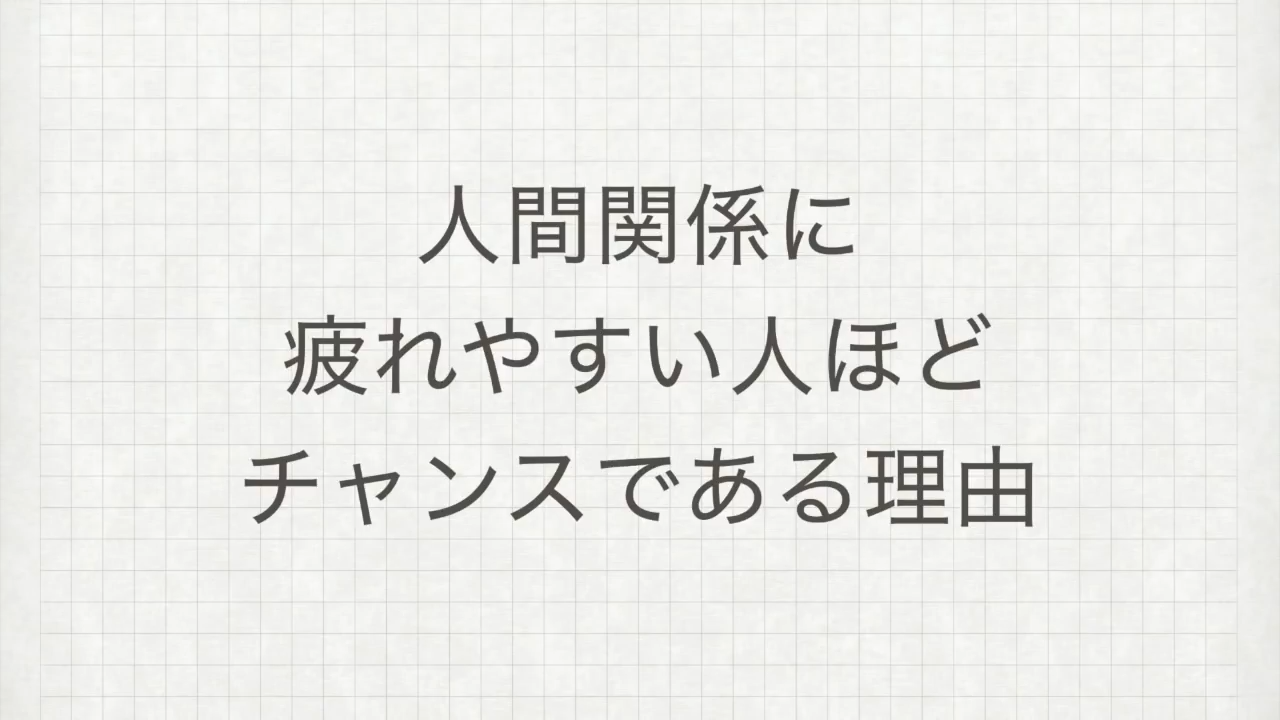 人間関係に
疲れやすい人ほど
チャンスである理由